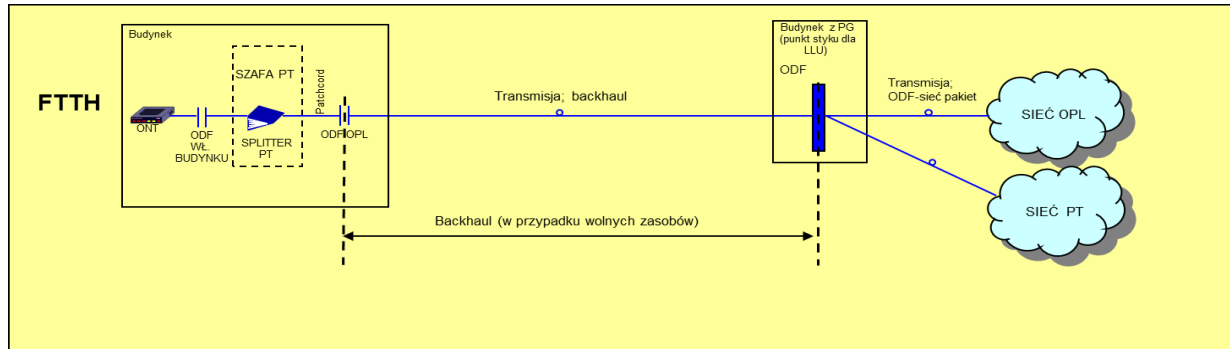 Budynek
SZAFA PT
Patchcord
FTTH
ONT
ODF
WŁ.
BUDYNKU
SPLITTER
PT
ODF OPL
Transmisja; backhaul
Backhaul (w przypadku wolnych zasobów)
Budynek z PG
(punkt styku dla
LLU)
ODF
Transmisja;
ODF-sieć pakiet
SIEĆ OPL
SIEĆ PT